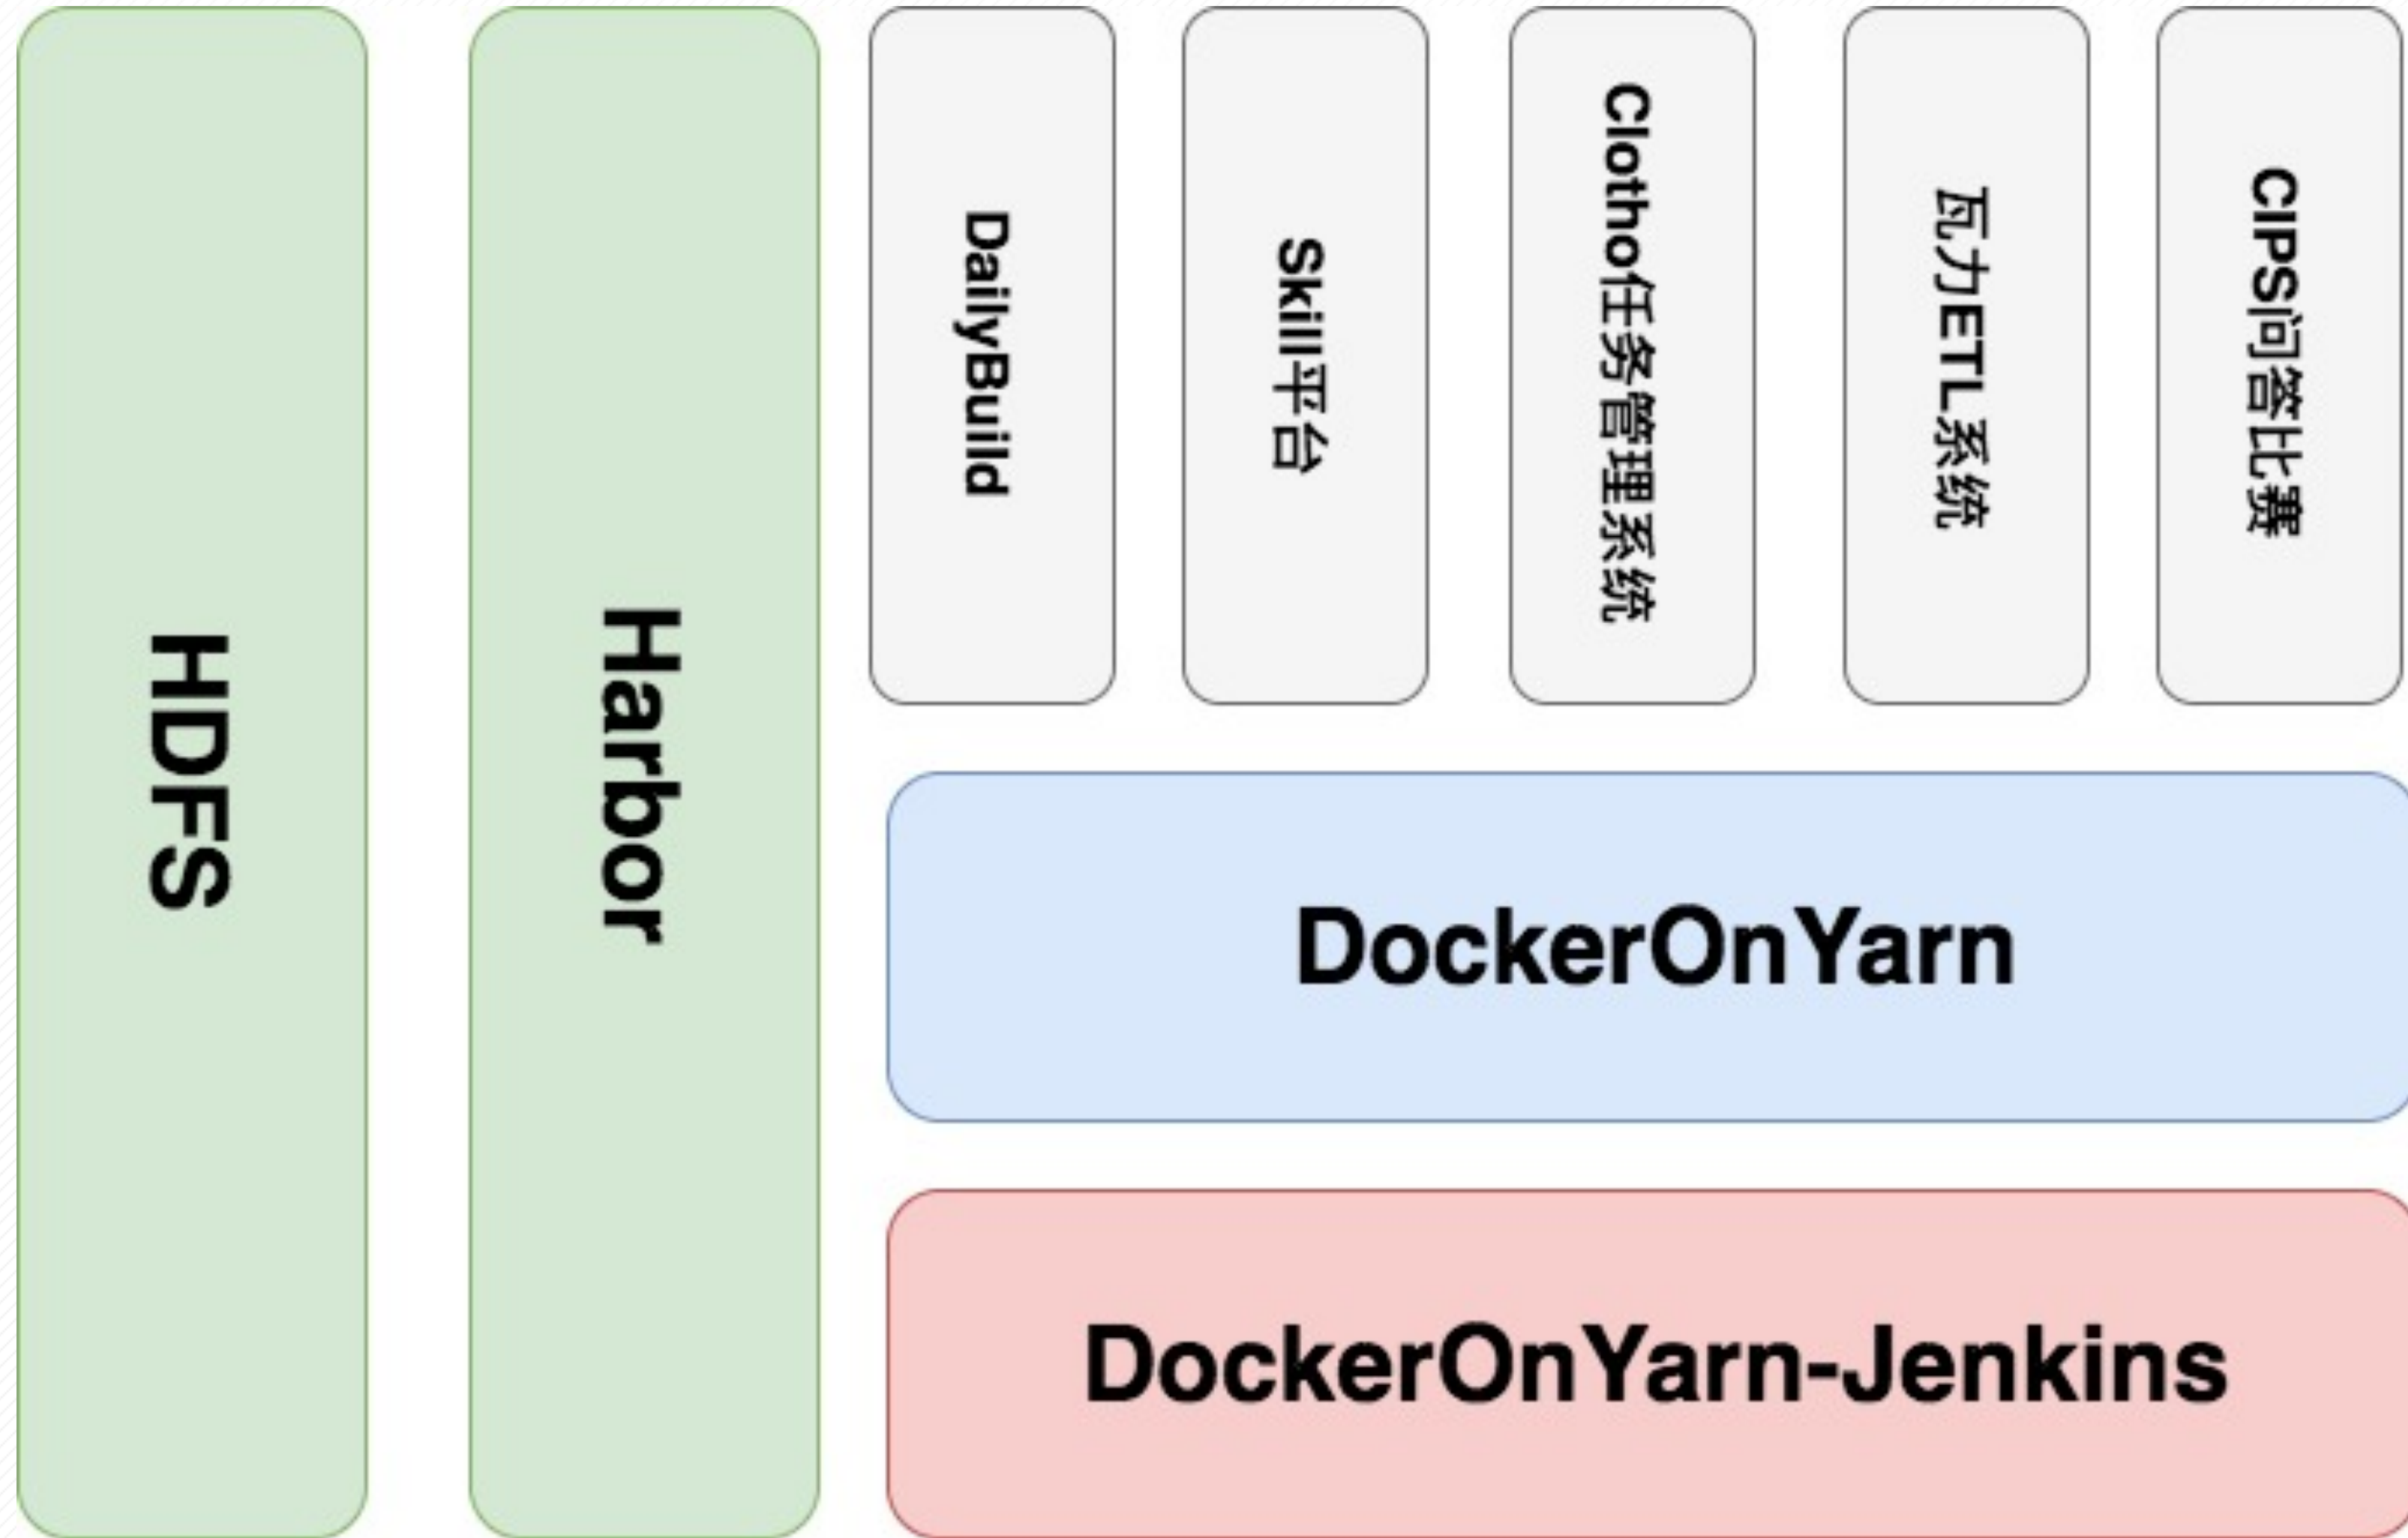 HDFS
Harbor
DailyBuild
Skill平台
Clotho任务管理系统
瓦力ETL系统
CIPS问答比赛
DockerOnYarn
DockerOnYarn-Jenkins